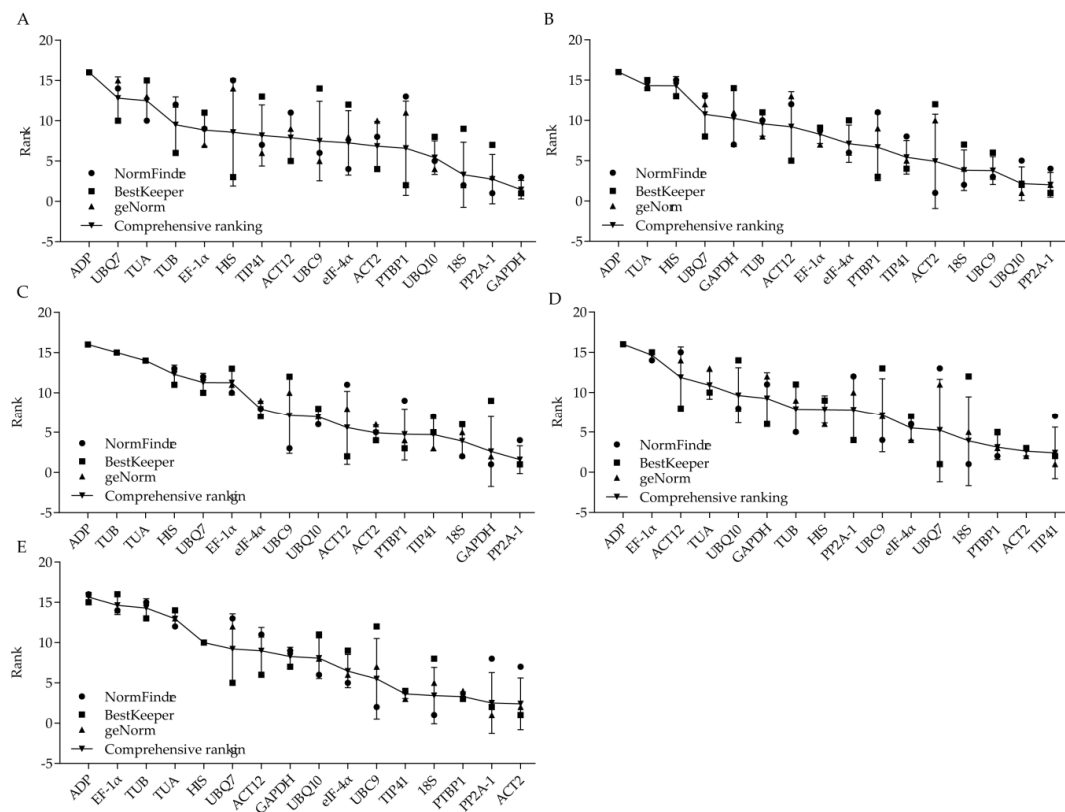 A
20
15
10
5
0
-5
Rank
NormFinder
BestKeeper
geNorm
Comprehensive ranking
ADP
UBQ7
TUA
TUB
EF-1α
HIS
TIP41
ACT12
UBC9
eIF-4α
ACT2
PTBP1
UBQ10
18S
PP2A-1
GAPDH
B
20
15
10
5
0
-5
Rank
NormFinder
BestKeeper
geNorm
Comprehensive ranking
ADP
TUA
HIS
UBQ7
GAPDH
TUB
ACT12
EF-1α
eIF-4α
PTBP1
TIP41
ACT2
18S
UBC9
UBQ10
PP2A-1
C
20
15
10
5
0
-5
Rank
NormFinder
BestKeeper
geNorm
Comprehensive ranking
ADP
TUB
TUA
HIS
UBQ7
EF-1α
eIF-4α
UBC9
UBQ10
ACT12
ACT2
PTBP1
TIP41
18S
GAPDH
PP2A-1
D
20
15
10
5
0
-5
Rank
NormFinder
BestKeeper
geNorm
Comprehensive ranking
ADP
EF-1α
ACT12
TUA
UBQ10
GAPDH
TUB
HIS
PP2A-1
UBC9
eIF-4α
UBQ7
18S
PTBP1
ACT2
TIP41
E
20
15
10
5
0
-5
Rank
NormFinder
BestKeeper
geNorm
Comprehensive ranking
ADP
EF-1α
TUB
TUA
HIS
UBQ7
ACT12
GAPDH
UBQ10
eIF-4α
UBC9
TIP41
18S
PTBP1
PP2A-1
ACT2